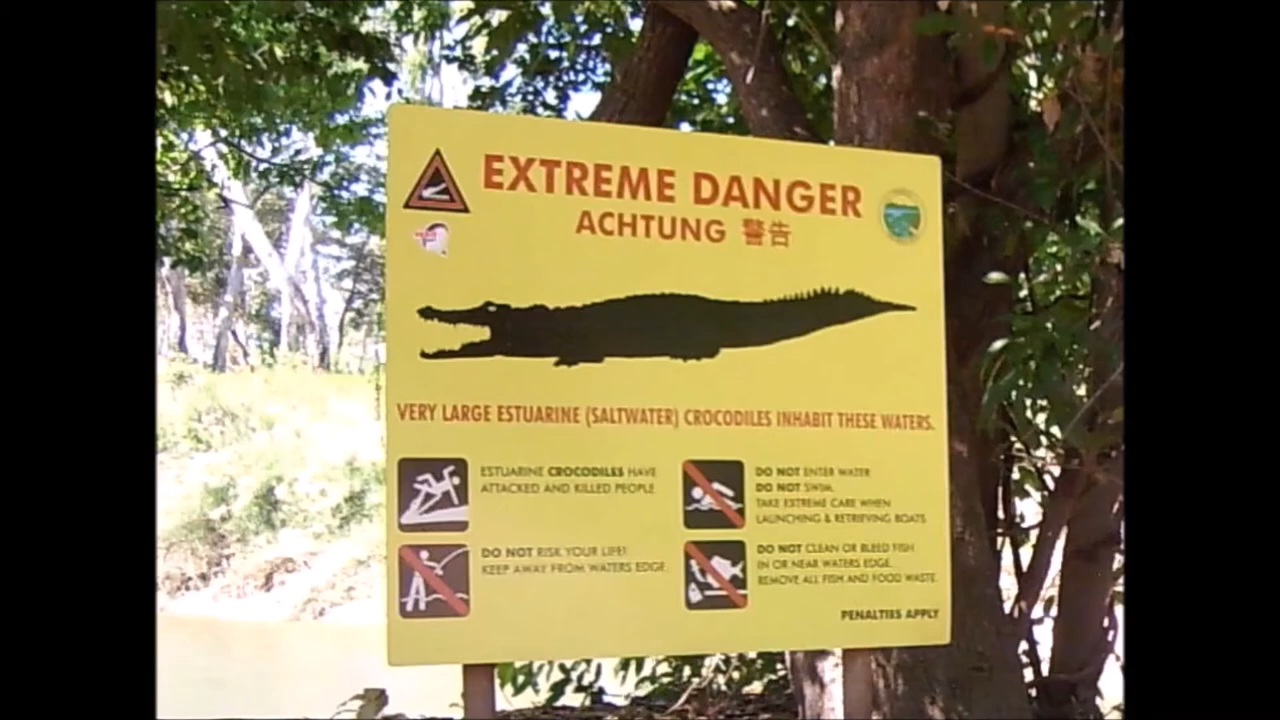 EXTREME DANGER
ACHTUNG 警告
VERY LARGE ESTUARINE (SALTWATER) CROCODILES INHABIT THESE WATERS.
ESTUARINE CROCODILES HAVE
ATTACKED AND KILLED PEOPLE
DO NOT ENTER WATER
DO NOT SWIM.
TAKE EXTREME CARE WHEN
LAUNCHING & RETRIEVING BOATS
DO NOT RISK YOUR LIFE!
KEEP AWAY FROM WATERS EDGE.
DO NOT CLEAN OR BLEED FISH
IN OR NEAR WATERS EDGE.
REMOVE ALL FISH AND FOOD WASTE.
PENALTIES APPLY